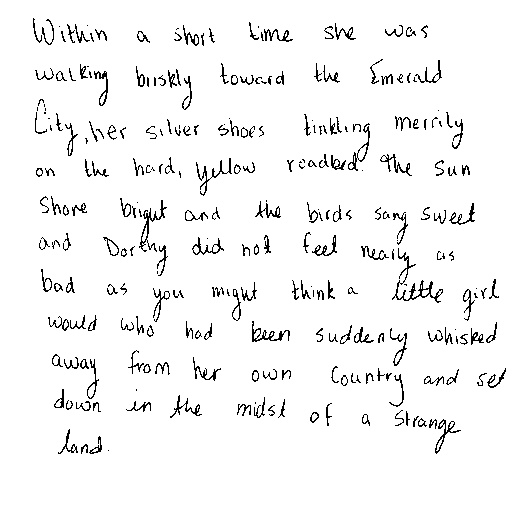 Within a short time she was
walking briskly toward the Emerald
City, her silver shoes tinkling merrily
on the hard, yellow roadbed. The sun
shone bright and the birds sang sweet
and Dorthy did not feel nearly as
bad as you might think a little girl
would who had been suddenly whisked
away from her own country and set
down in the midst of a strange
land.